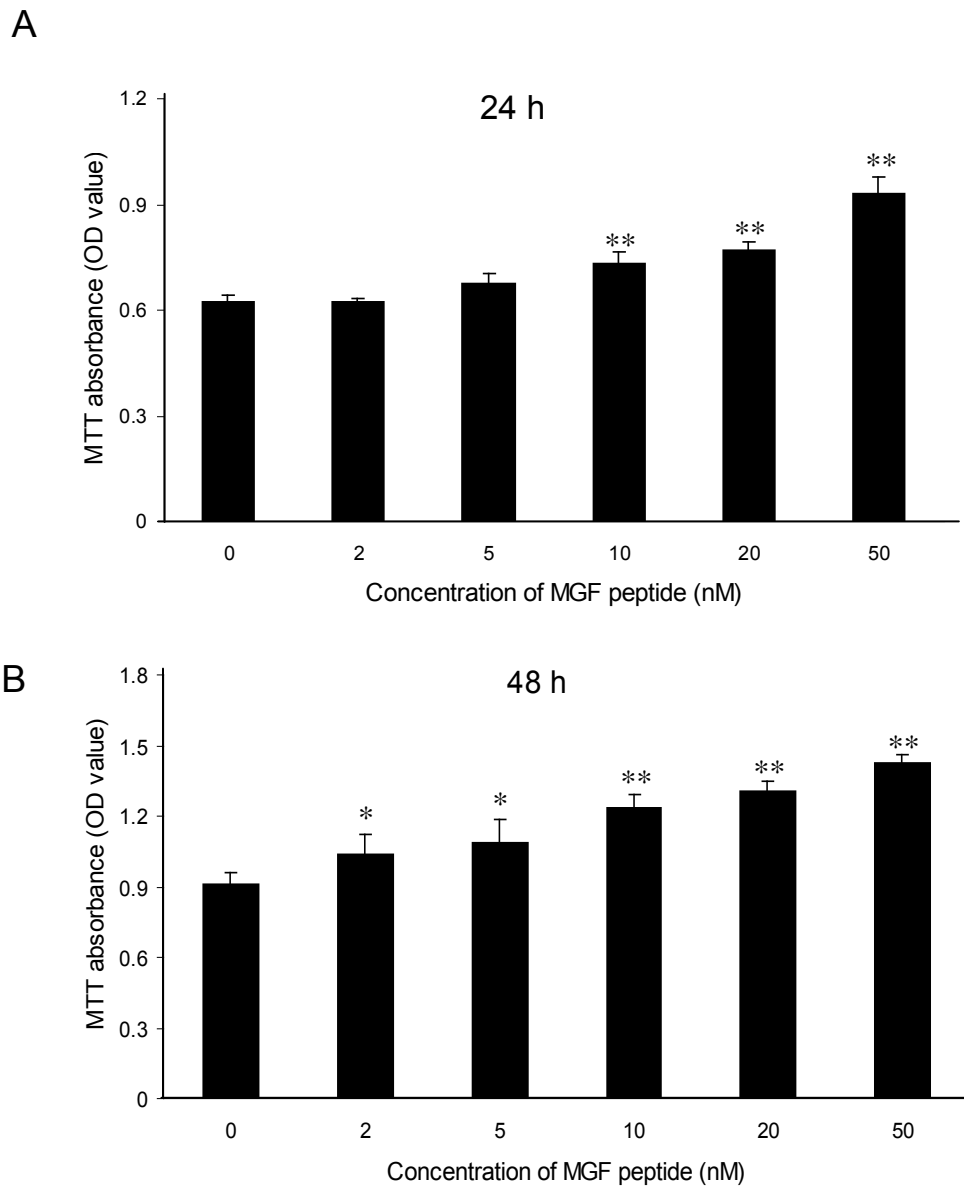 A
24 h
MTT absorbance (OD value)
1.2
0.9
0.6
0.3
0
**
**
**
0 2 5 10 20 50
Concentration of MGF peptide (nM)
B
48 h
MTT absorbance (OD value)
1.8
1.5
1.2
0.9
0.6
0.3
0
*
*
**
**
**
0 2 5 10 20 50
Concentration of MGF peptide (nM)